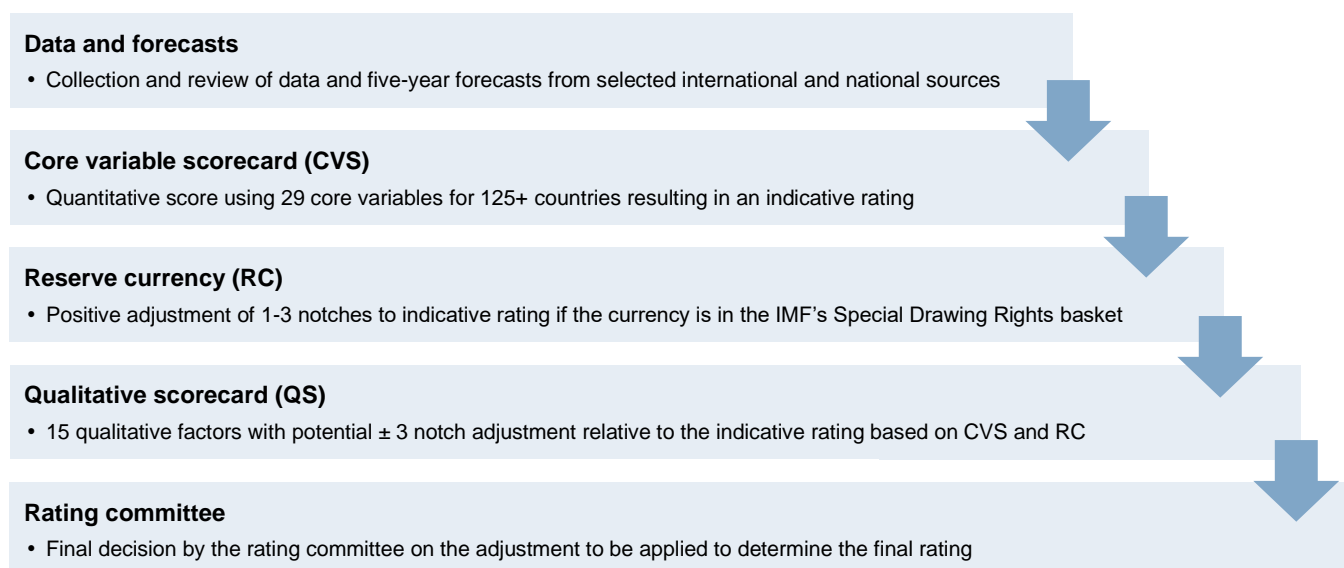 Data and forecasts
• Collection and review of data and five-year forecasts from selected international and national sources
Core variable scorecard (CVS)
• Quantitative score using 29 core variables for 125+ countries resulting in an indicative rating
Reserve currency (RC)
• Positive adjustment of 1-3 notches to indicative rating if the currency is in the IMF’s Special Drawing Rights basket
Qualitative scorecard (QS)
• 15 qualitative factors with potential ± 3 notch adjustment relative to the indicative rating based on CVS and RC
Rating committee
• Final decision by the rating committee on the adjustment to be applied to determine the final rating